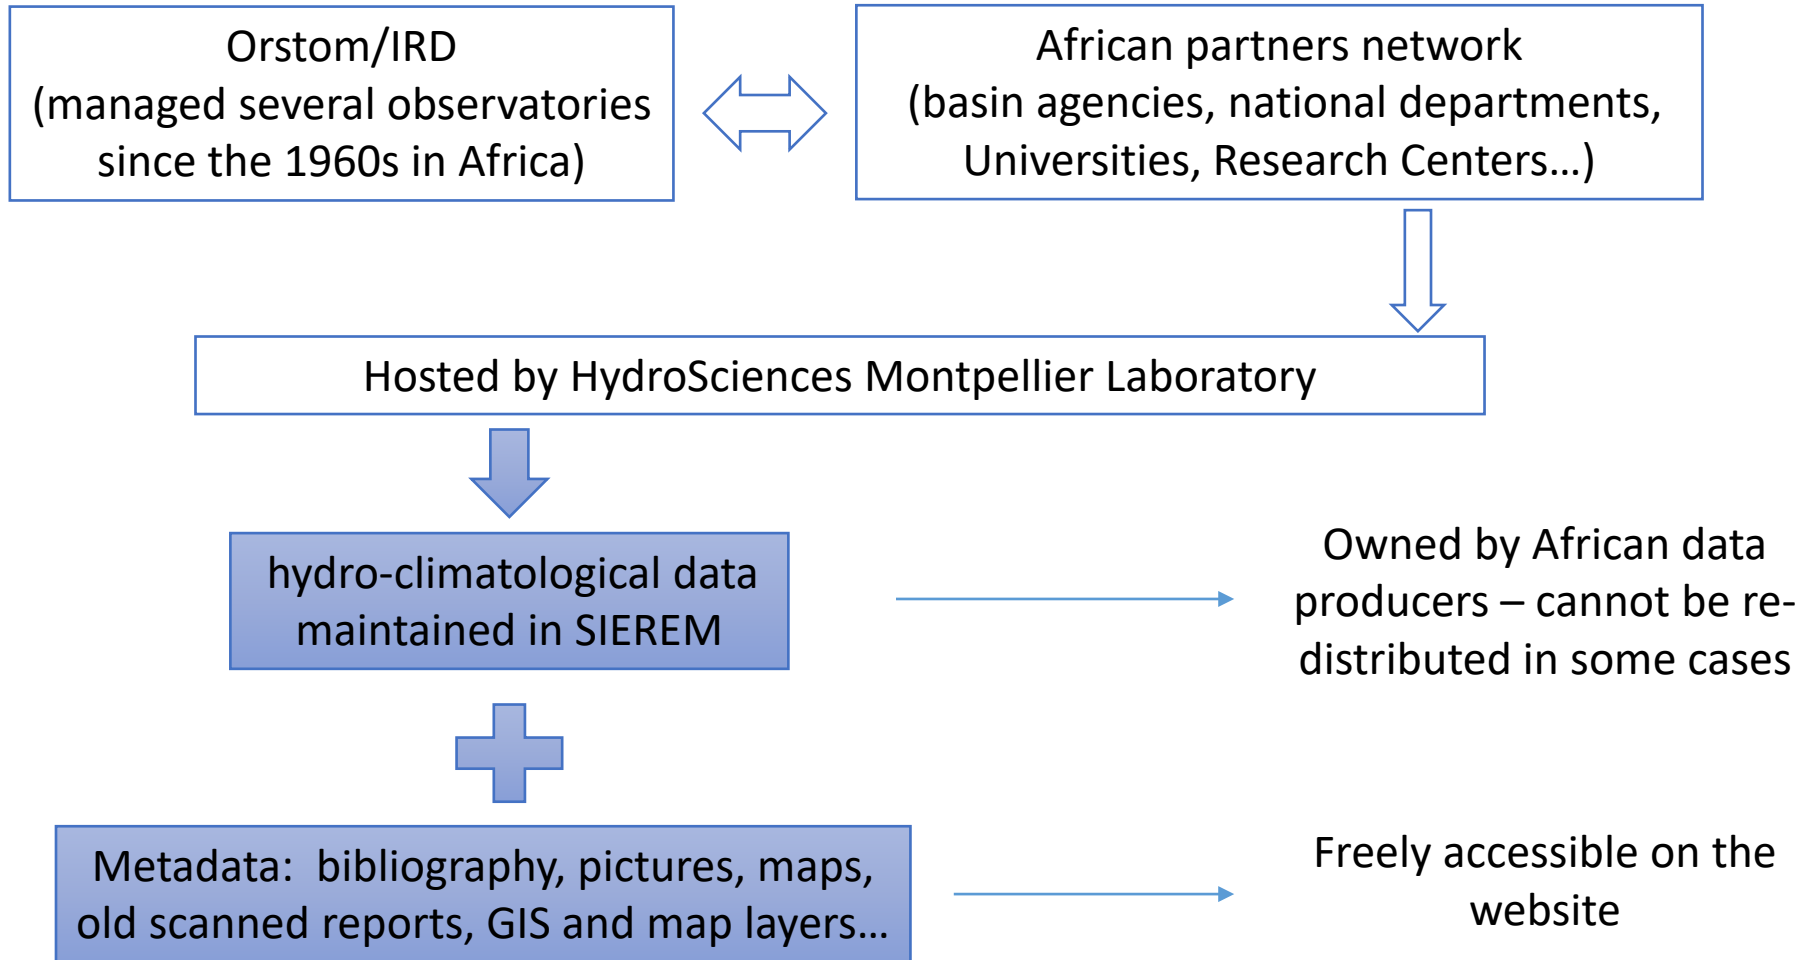 Orstom/IRD
(managed several observatories
since the 1960s in Africa)
African partners network
(basin agencies, national departments,
Universities, Research Centers…)
Hosted by HydroSciences Montpellier Laboratory
hydro-climatological data
maintained in SIEREM
Owned by African data
producers – cannot be re-
distributed in some cases
Metadata:  bibliography, pictures, maps,
old scanned reports, GIS and map layers…
Freely accessible on the
website